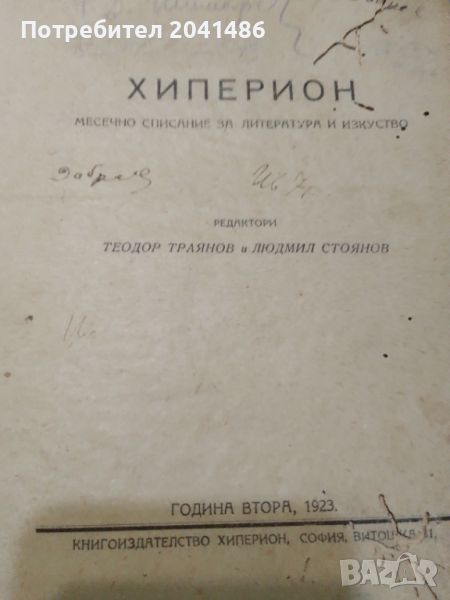 Потребител 2041486
ХИПЕРИОН
МЕСЕЧНО СПИСАНИЕ ЗА ЛИТЕРАТУРА И ИЗКУСТВО
РЕДАКТОРИ
ТЕОДОР ТРАЯНОВ и ЛЮДМИЛ СТОЯНОВ
ГОДИНА ВТОРА, 1923.
КНИГОИЗДАТЕЛСТВО ХИПЕРИОН, СОФИЯ,
BAZAR